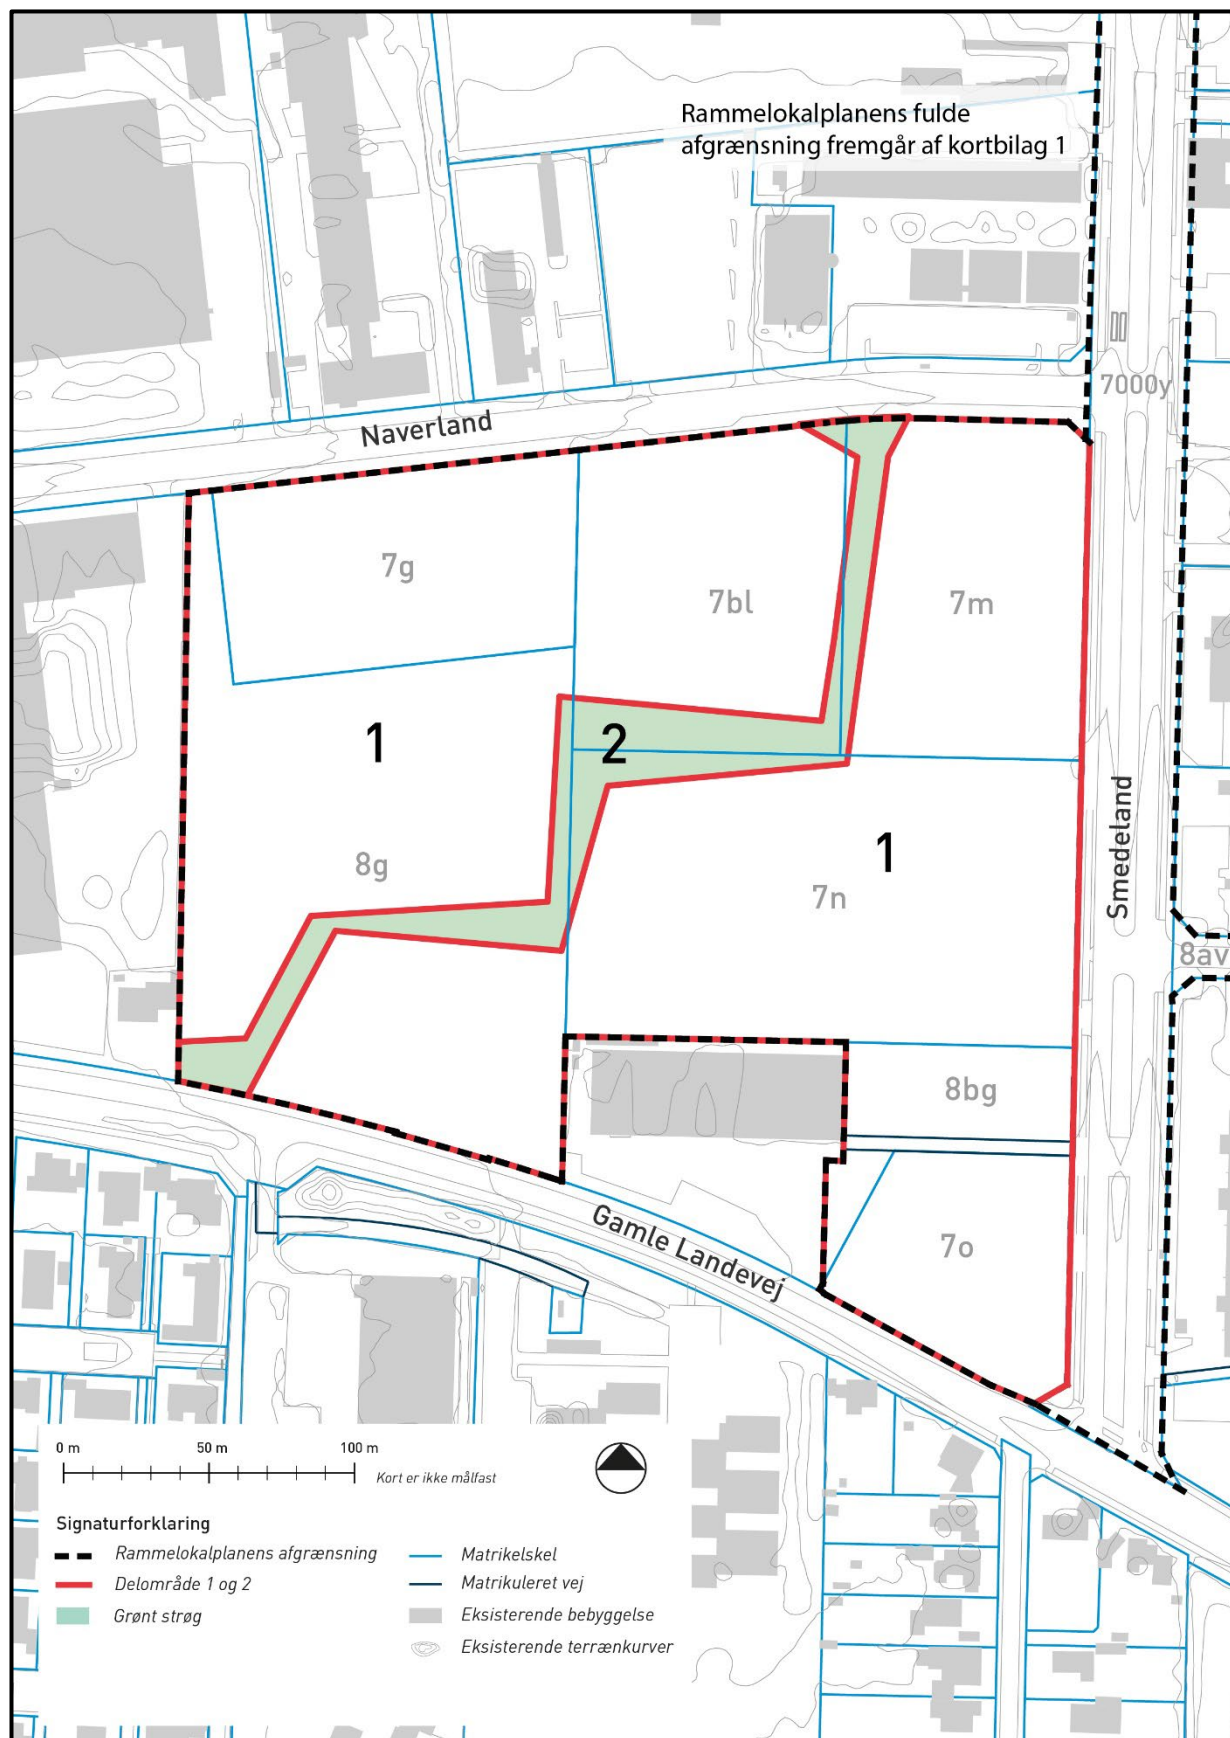 Rammelokalplanens fulde
afgrænsning fremgår af kortbilag 1
7000y
Naverland
7g
7bl
7m
1
2
Smedeland
1
8g
7n
8av
8bg
Gamle Landevej
7o
0 m 50 m 100 m
Kort er ikke målfast
Signaturforklaring
Rammelokalplanens afgrænsning
Delområde 1 og 2
Grønt strøg
Matrikelskel
Matrikuleret vej
Eksisterende bebyggelse
Eksisterende terrænkurver